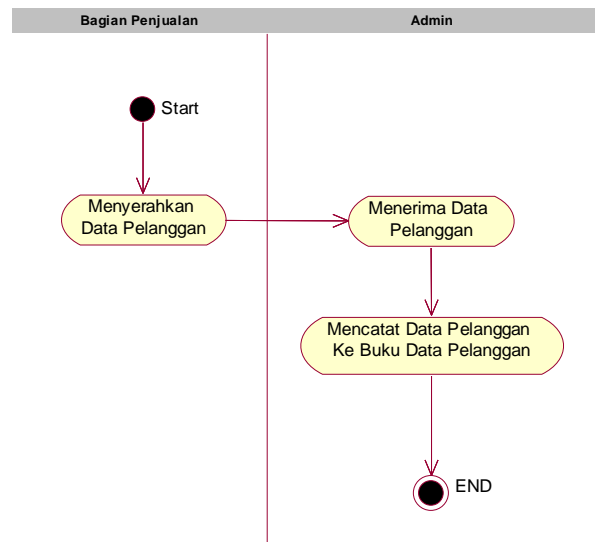 Bagian Penjualan
Admin
Start
Menyerahkan
Data Pelanggan
Menerima Data
Pelanggan
Mencatat Data Pelanggan
Ke Buku Data Pelanggan
END